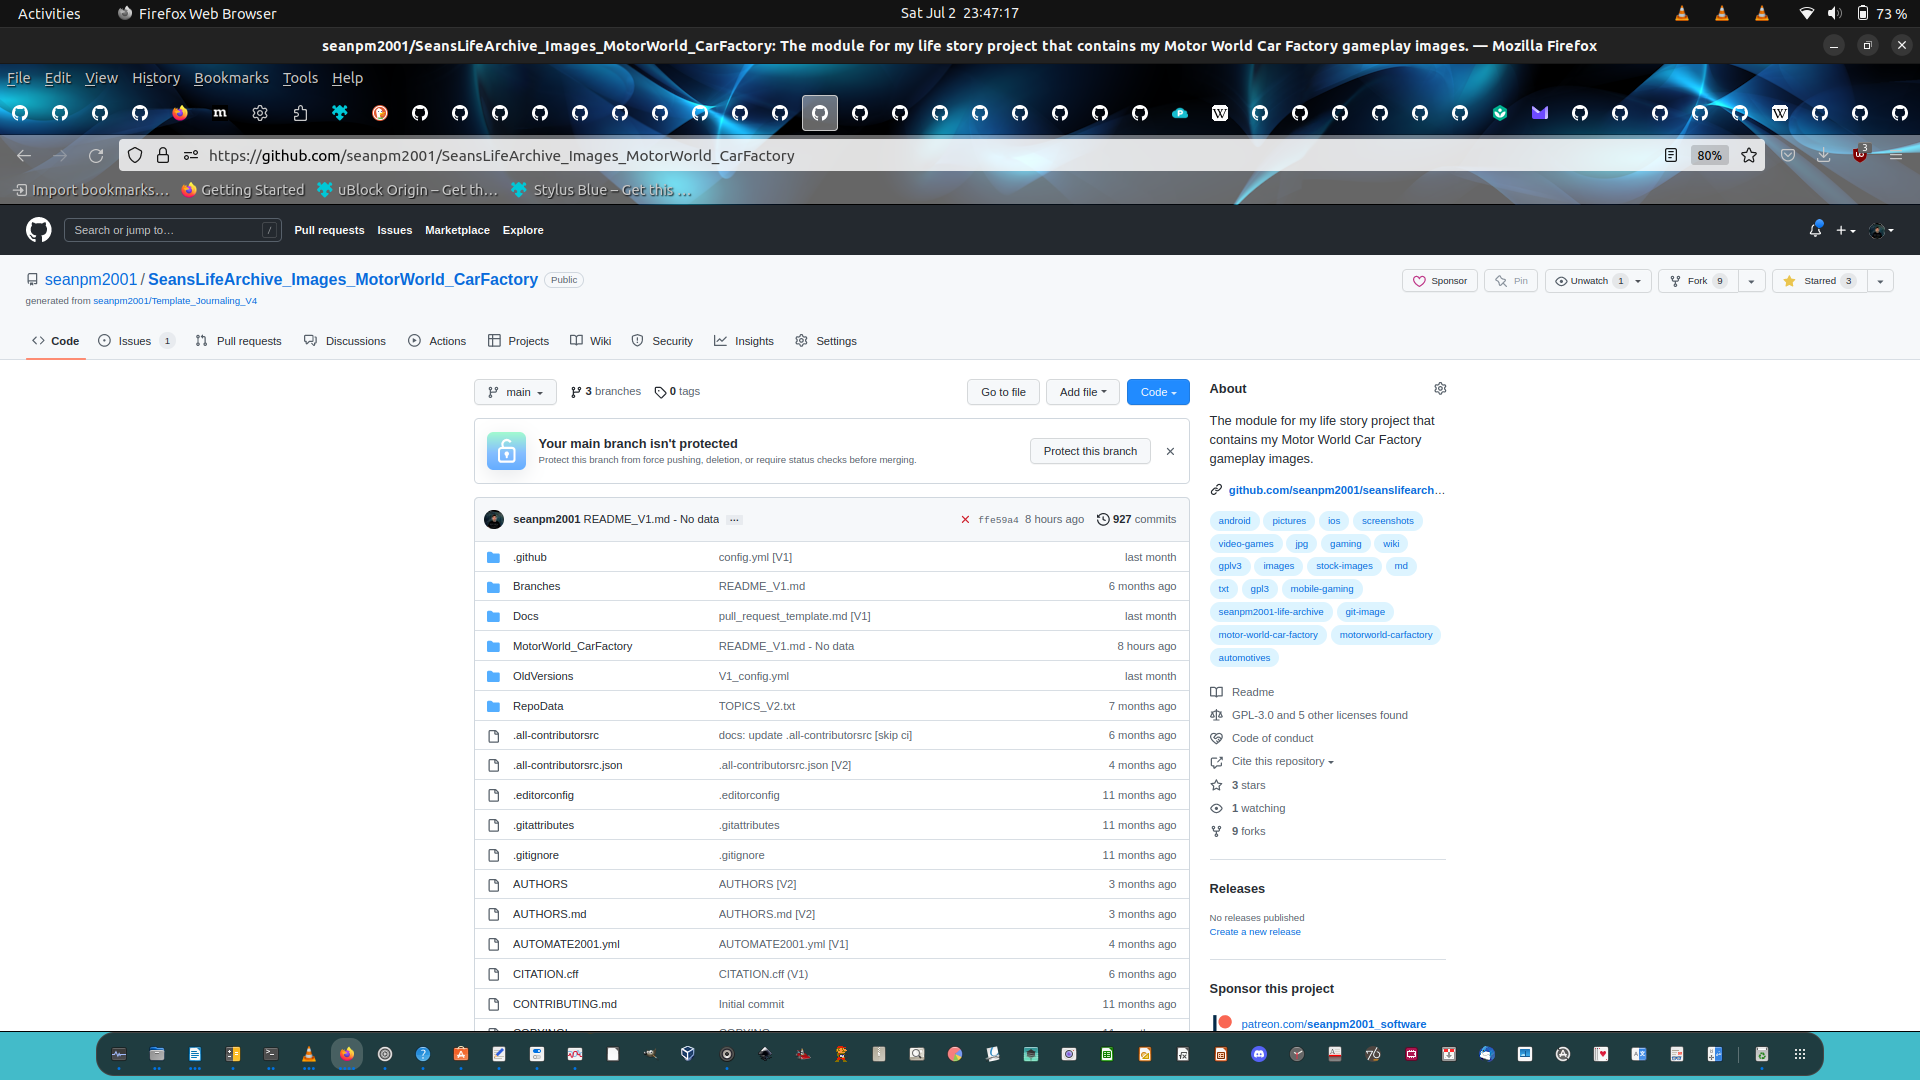 Activities
Firefox Web Browser
Sat Jul 2 23:47:17
73 %
seanpm2001/SeansLifeArchive_Images_MotorWorld_CarFactory: The module for my life story project that contains my Motor World Car Factory gameplay images. — Mozilla Firefox
File Edit View History Bookmarks Tools Help
https://github.com/seanpm2001/SeansLifeArchive_Images_MotorWorld_CarFactory
80%
3
Import bookmarks… Getting Started uBlock Origin – Get th… Stylus Blue – Get this …
Search or jump to… /
Pull requests Issues Marketplace Explore
seanpm2001 / SeansLifeArchive_Images_MotorWorld_CarFactory Public
generated from seanpm2001/Template_Journaling_V4
Sponsor Pin Unwatch 1 Fork 9 Starred 3
Code Issues 1 Pull requests Discussions Actions Projects Wiki Security Insights Settings
main 3 branches 0 tags
Go to file Add file Code
Your main branch isn't protected
Protect this branch from force pushing, deletion, or require status checks before merging.
Protect this branch
seanpm2001 README_V1.md - No data … ffe59a4 8 hours ago 927 commits
.github config.yml [V1] last month
Branches README_V1.md 6 months ago
Docs pull_request_template.md [V1] last month
MotorWorld_CarFactory README_V1.md - No data 8 hours ago
OldVersions V1_config.yml last month
RepoData TOPICS_V2.txt 7 months ago
.all-contributorsrc docs: update .all-contributorsrc [skip ci] 6 months ago
.all-contributorsrc.json .all-contributorsrc.json [V2] 4 months ago
.editorconfig .editorconfig 11 months ago
.gitattributes .gitattributes 11 months ago
.gitignore .gitignore 11 months ago
AUTHORS AUTHORS [V2] 3 months ago
AUTHORS.md AUTHORS.md [V2] 3 months ago
AUTOMATE2001.yml AUTOMATE2001.yml [V1] 4 months ago
CITATION.cff CITATION.cff (V1) 6 months ago
CONTRIBUTING.md Initial commit 11 months ago
About
The module for my life story project that
contains my Motor World Car Factory
gameplay images.
github.com/seanpm2001/seanslifearch…
android pictures ios screenshots
video-games jpg gaming wiki
gplv3 images stock-images md
txt gpl3 mobile-gaming
seanpm2001-life-archive git-image
motor-world-car-factory motorworld-carfactory
automotives
Readme
GPL-3.0 and 5 other licenses found
Code of conduct
Cite this repository
3 stars
1 watching
9 forks
Releases
No releases published
Create a new release
Sponsor this project
patreon.com/seanpm2001_software